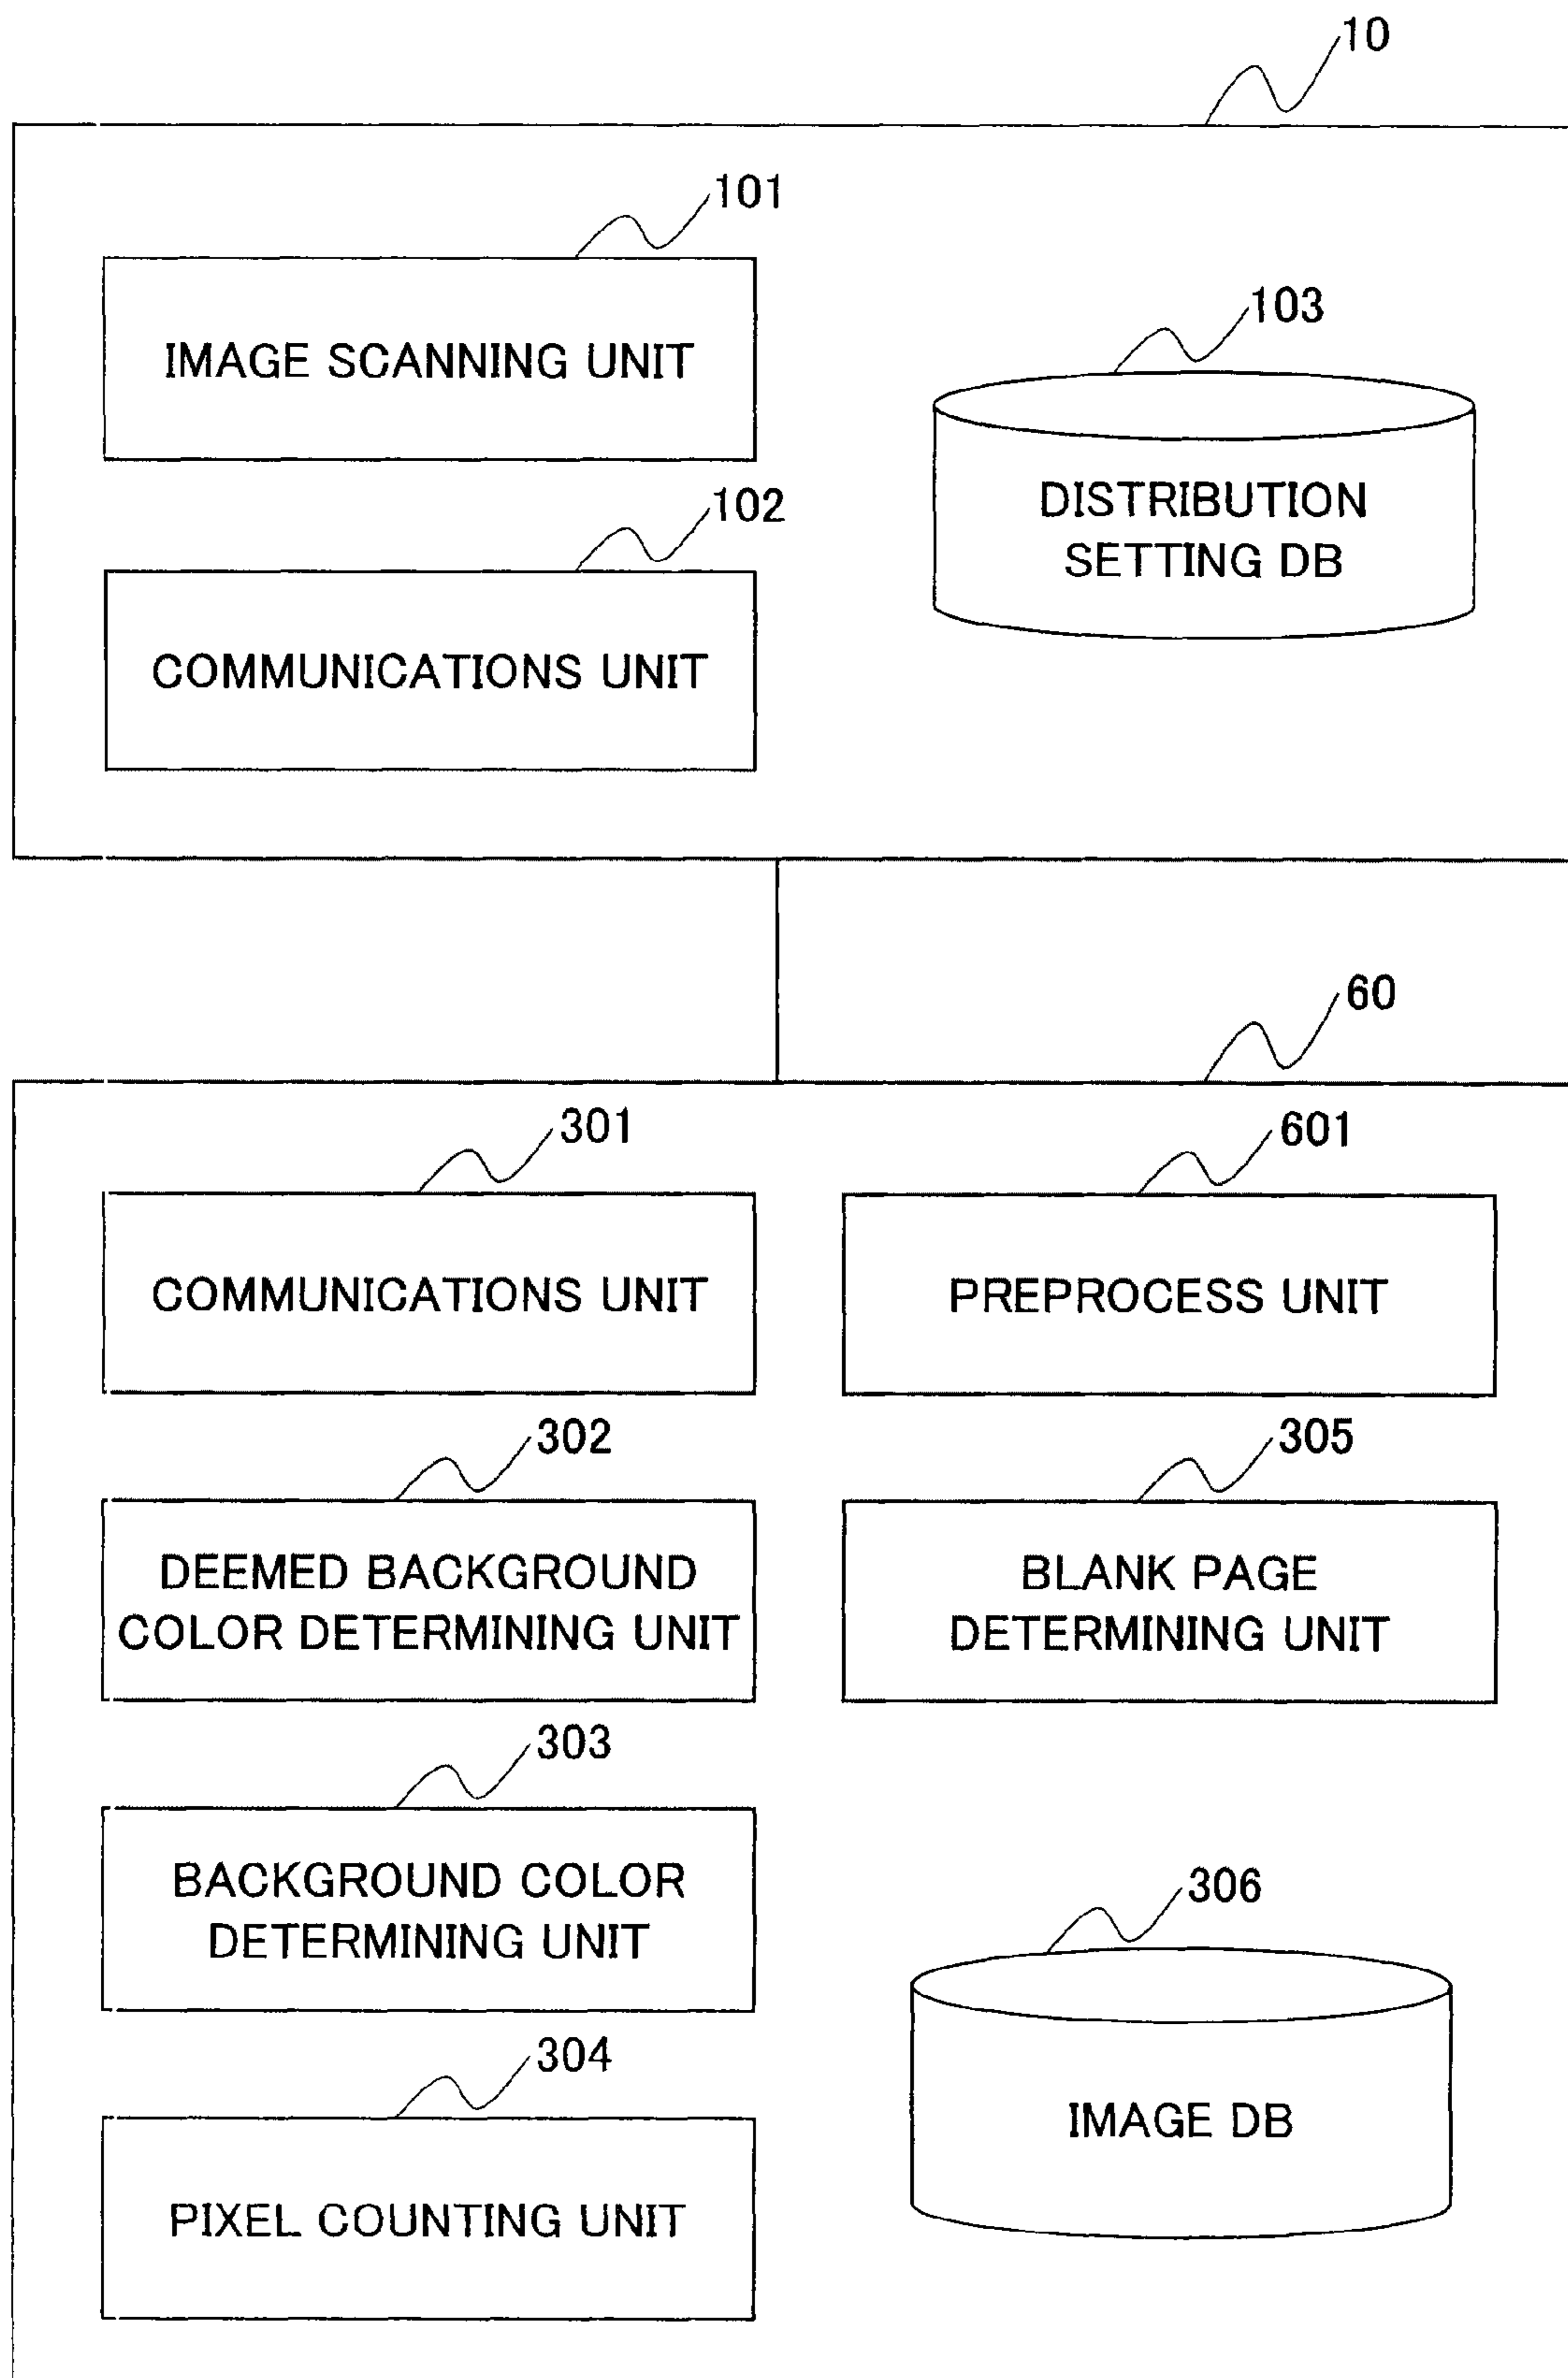 10
101
IMAGE SCANNING UNIT
103
DISTRIBUTION
SETTING DB
102
COMMUNICATIONS UNIT
60
301
COMMUNICATIONS UNIT
601
PREPROCESS UNIT
302
DEEMED BACKGROUND
COLOR DETERMINING UNIT
305
BLANK PAGE
DETERMINING UNIT
303
BACKGROUND COLOR
DETERMINING UNIT
306
IMAGE DB
304
PIXEL COUNTING UNIT